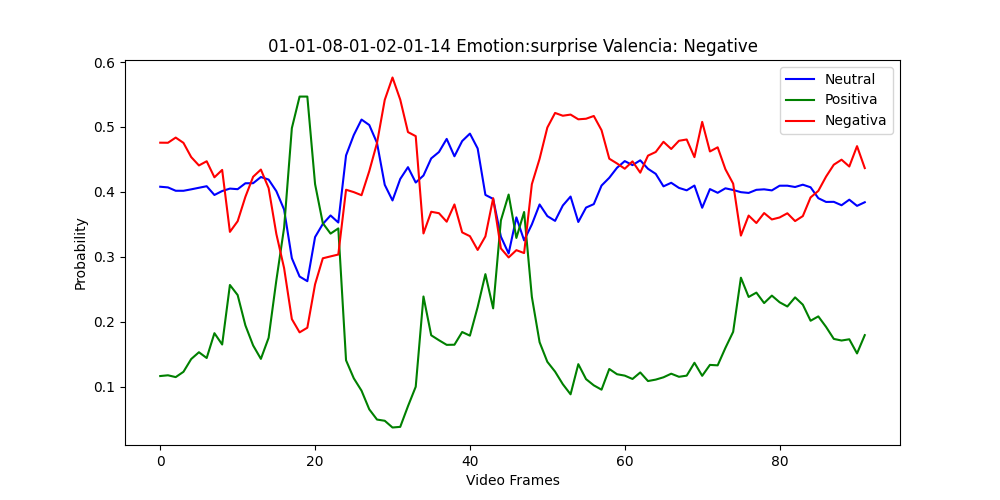 01-01-08-01-02-01-14 Emotion:surprise Valencia: Negative
Neutral
Positiva
Negativa
Probability
0.6
0.5
0.4
0.3
0.2
0.1
0 20 40 60 80
Video Frames